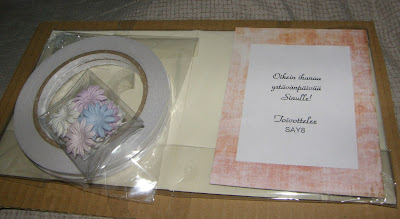 Oikein ihanaa
ystävänpäivää
Sinulle!
Toivottelee
SAY8